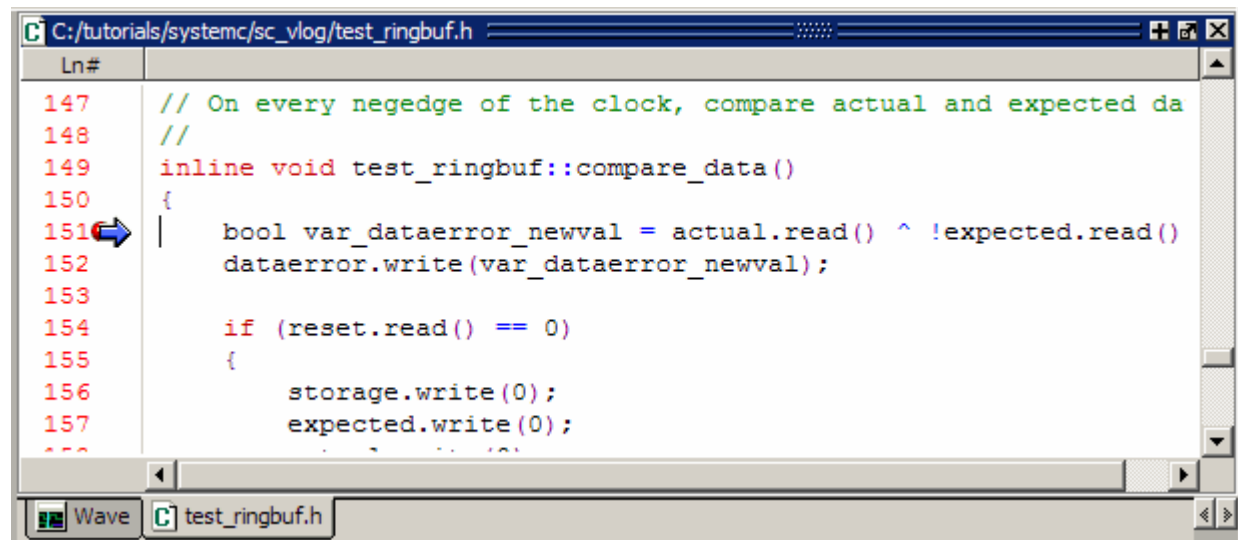 C:/tutorials/systemc/sc_vlog/test_ringbuf.h
Ln#
147 // On every negedge of the clock, compare actual and expected da
148 //
149 inline void test_ringbuf::compare_data()
150 {
151 bool var_dataerror_newval = actual.read() ^ !expected.read()
152 dataerror.write(var_dataerror_newval);
153
154 if (reset.read() == 0)
155 {
156 storage.write(0);
157 expected.write(0);
Wave test_ringbuf.h